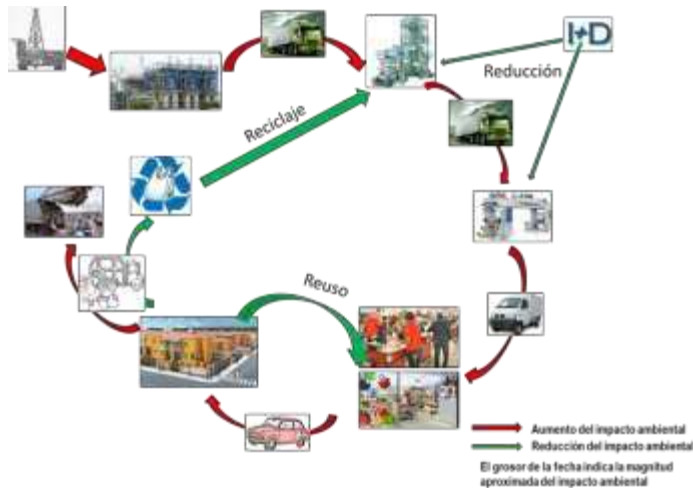 I+D
Reducción
Reciclaje
Reuso
Aumento del impacto ambiental
Reducción del impacto ambiental
El grosor de la fecha indica la magnitud
aproximada del impacto ambiental